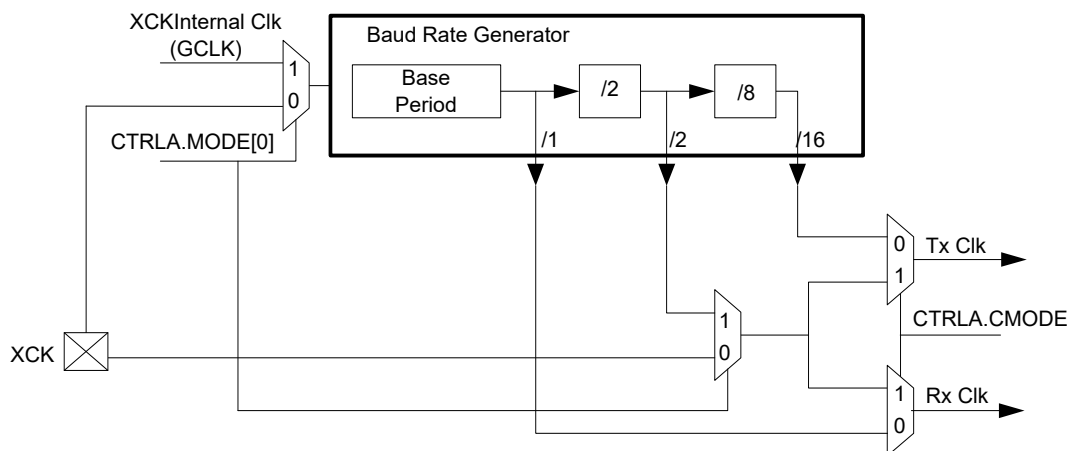 XCKInternal Clk
(GCLK)
Baud Rate Generator
1
0
Base
Period
/2
/8
CTRLA.MODE[0]
/1
/2
/16
0
Tx Clk
1
1
CTRLA.CMODE
XCK
0
1
Rx Clk
0